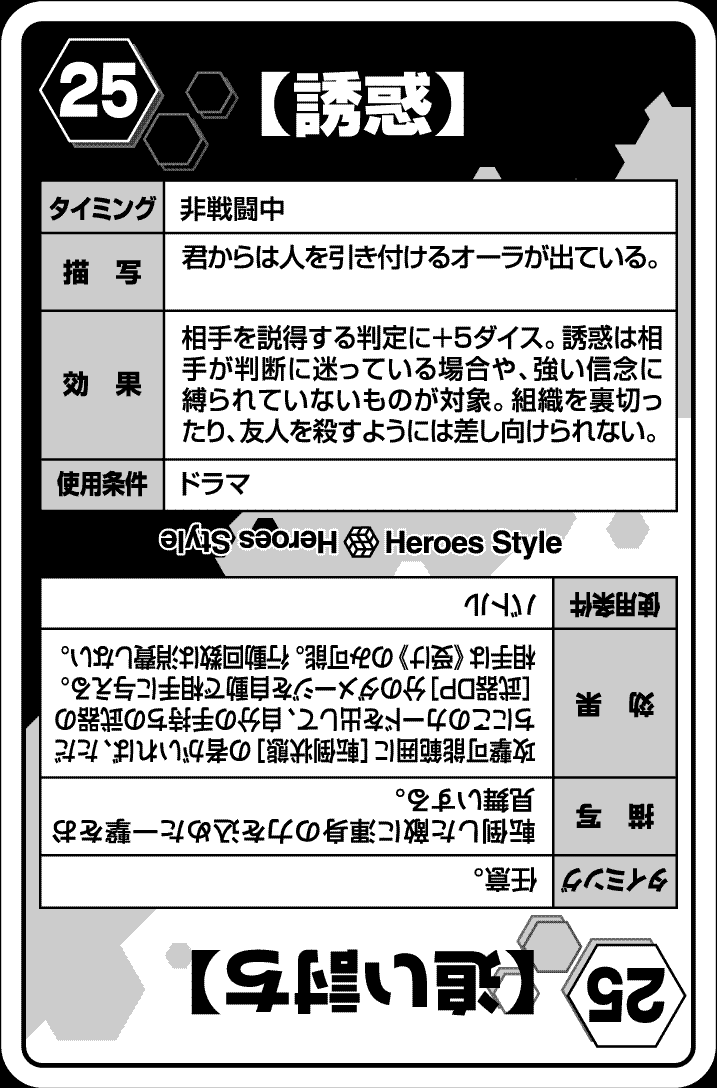 25
【誘惑】
タイミング 非戦闘中
描　写 君からは人を引き付けるオーラが出ている。
効　果 相手を説得する判定に＋5ダイス。誘惑は相
手が判断に迷っている場合や、強い信念に
縛られていないものが対象。組織を裏切っ
たり、友人を殺すようには差し向けられない。
使用条件 ドラマ
Heroes Style
Heroes Style
25
【追い討ち】
タイミング 任意。
描　写 転倒した敵に渾身の力を込めた一撃をお
見舞いする。
効　果 攻撃可能範囲に［転倒状態］の者がいれば、ただ
ちにこのカードを出して、自分の手持ちの武器の
［武器DP］分のダメージを自動で相手に与える。
相手は《受け》のみ可能。行動回数は消費しない。
使用条件 バトル